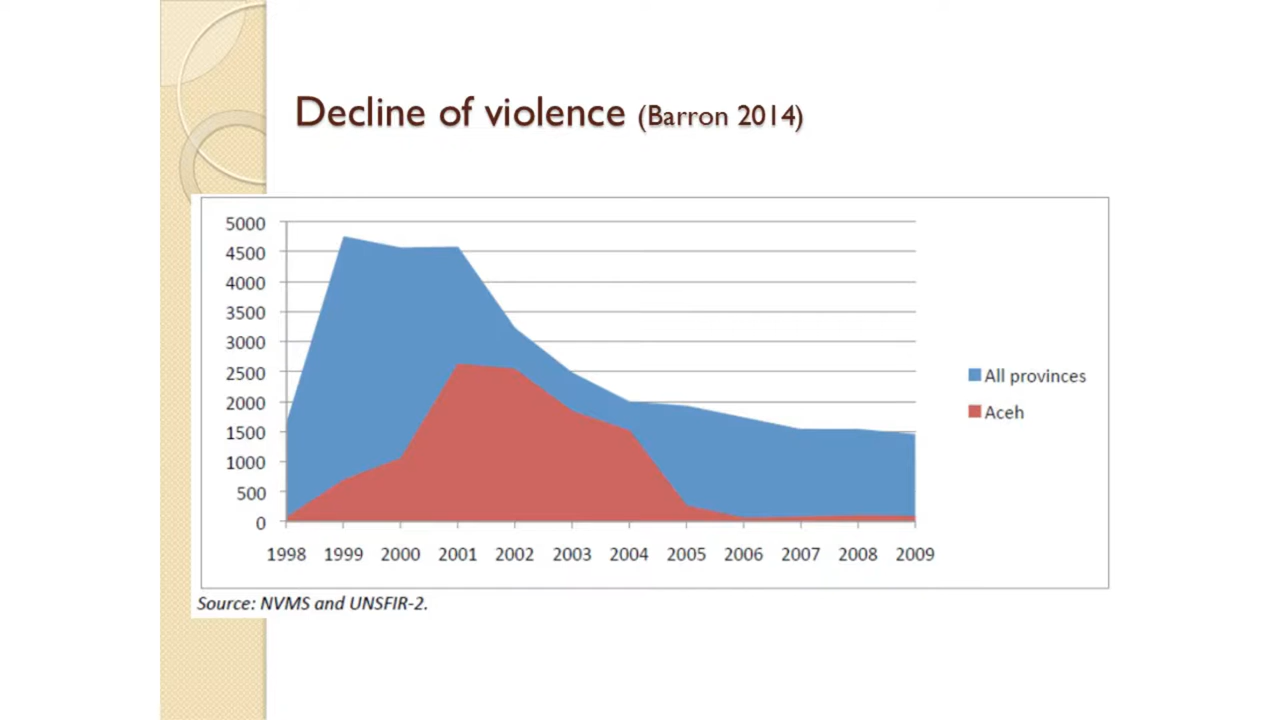 Decline of violence (Barron 2014)
5000
4500
4000
3500
3000
2500
2000
1500
1000
500
0
1998 1999 2000 2001 2002 2003 2004 2005 2006 2007 2008 2009
All provinces
Aceh
Source: NVMS and UNSFIR-2.